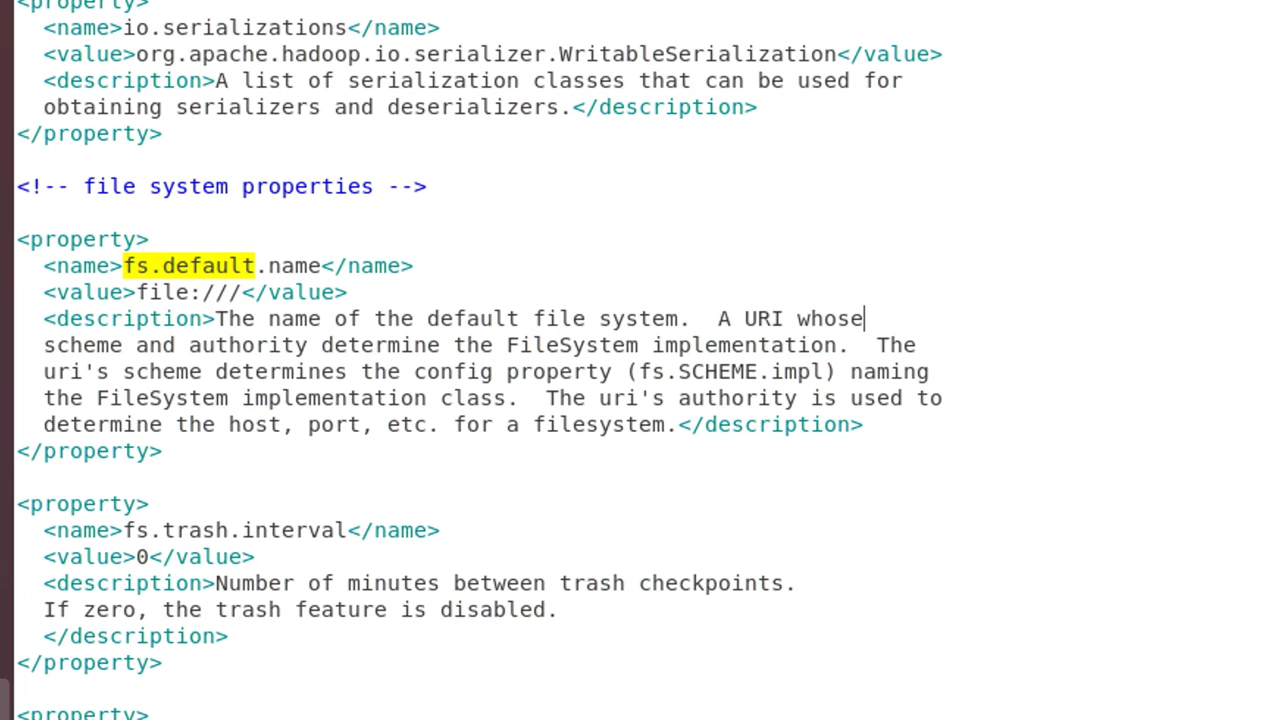 <property>
  <name>io.serializations</name>
  <value>org.apache.hadoop.io.serializer.WritableSerialization</value>
  <description>A list of serialization classes that can be used for
  obtaining serializers and deserializers.</description>
</property>

<!-- file system properties -->

<property>
  <name>fs.default.name</name>
  <value>file:///</value>
  <description>The name of the default file system.  A URI whose
  scheme and authority determine the FileSystem implementation.  The
  uri's scheme determines the config property (fs.SCHEME.impl) naming
  the FileSystem implementation class.  The uri's authority is used to
  determine the host, port, etc. for a filesystem.</description>
</property>

<property>
  <name>fs.trash.interval</name>
  <value>0</value>
  <description>Number of minutes between trash checkpoints.
  If zero, the trash feature is disabled.
  </description>
</property>

<property>